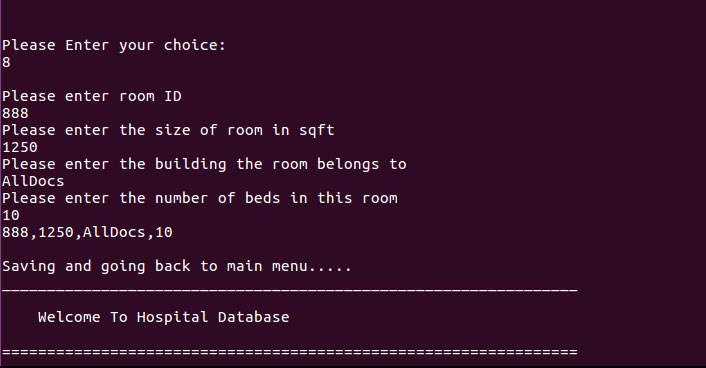 Please Enter your choice:
8
Please enter room ID
888
Please enter the size of room in sqft
1250
Please enter the building the room belongs to
AllDocs
Please enter the number of beds in this room
10
888,1250,AllDocs,10
Saving and going back to main menu.....
________________________________________________________________
Welcome To Hospital Database
================================================================